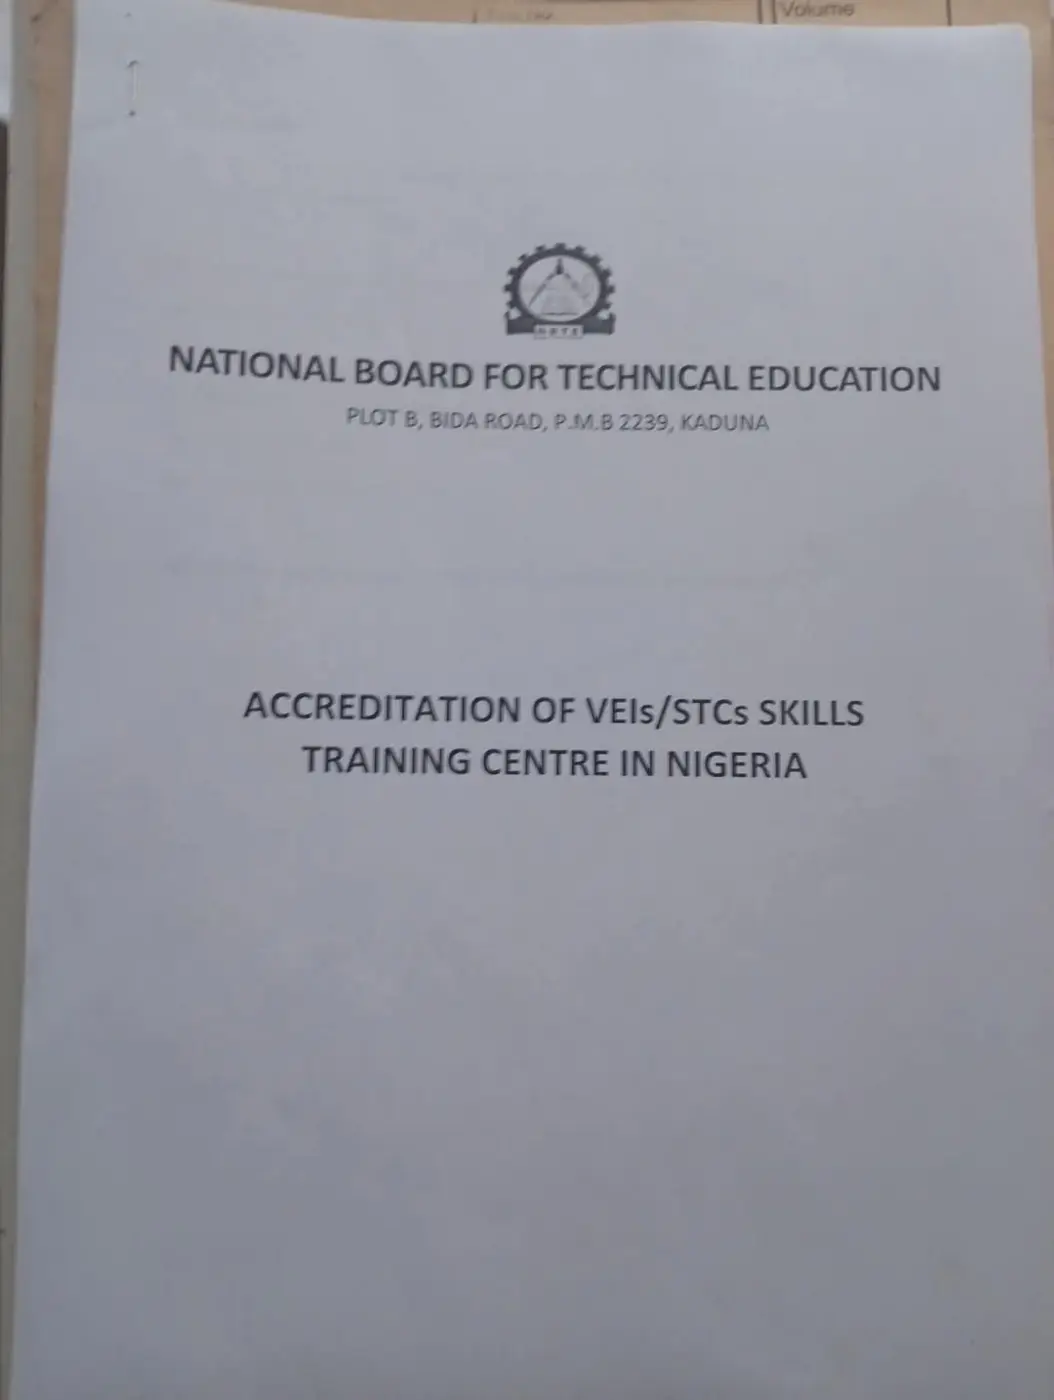 Volume
NATIONAL BOARD FOR TECHNICAL EDUCATION
PLOT B, BIDA ROAD, P.M.B 2239, KADUNA
ACCREDITATION OF VEIs/STCs SKILLS
TRAINING CENTRE IN NIGERIA